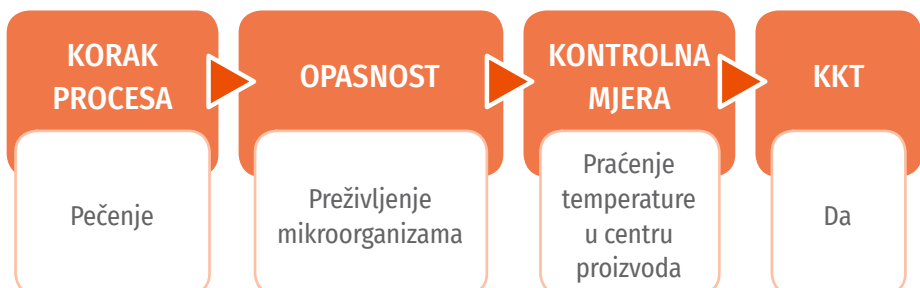 KORAK
PROCESA
Pečenje
OPASNOST
Preživljenje
mikroorganizama
KONTROLNA
MJERA
Praćenje
temperature
u centru
proizvoda
KKT
Da